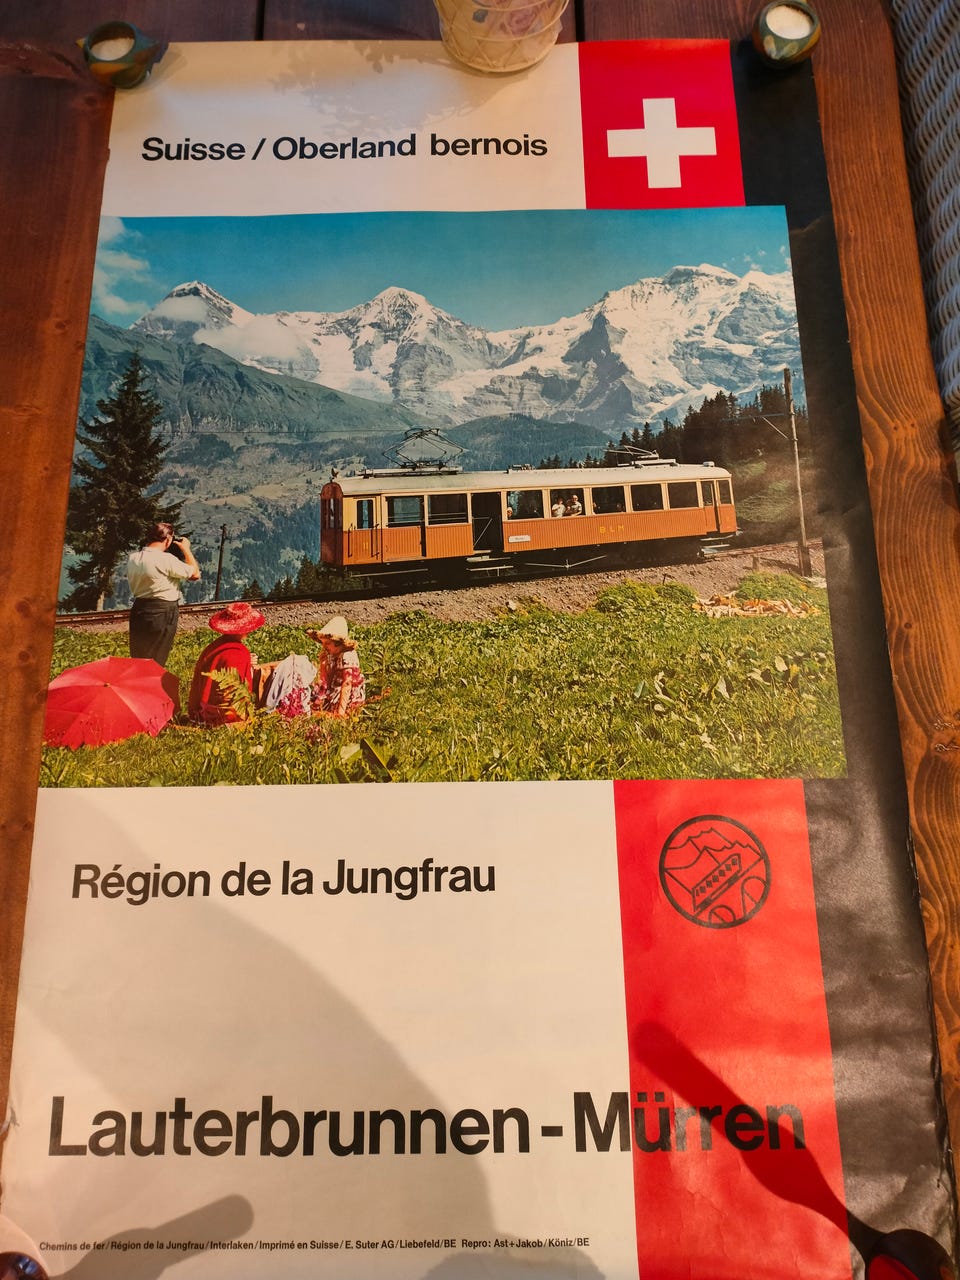 Suisse / Oberland bernois
BLM
Région de la Jungfrau
Lauterbrunnen - Mürren
Chemins de fer / Région de la Jungfrau / Interlaken / Imprimé en Suisse / E. Suter AG / Liebefeld / BE Repro: Ast + Jakob / Köniz / BE